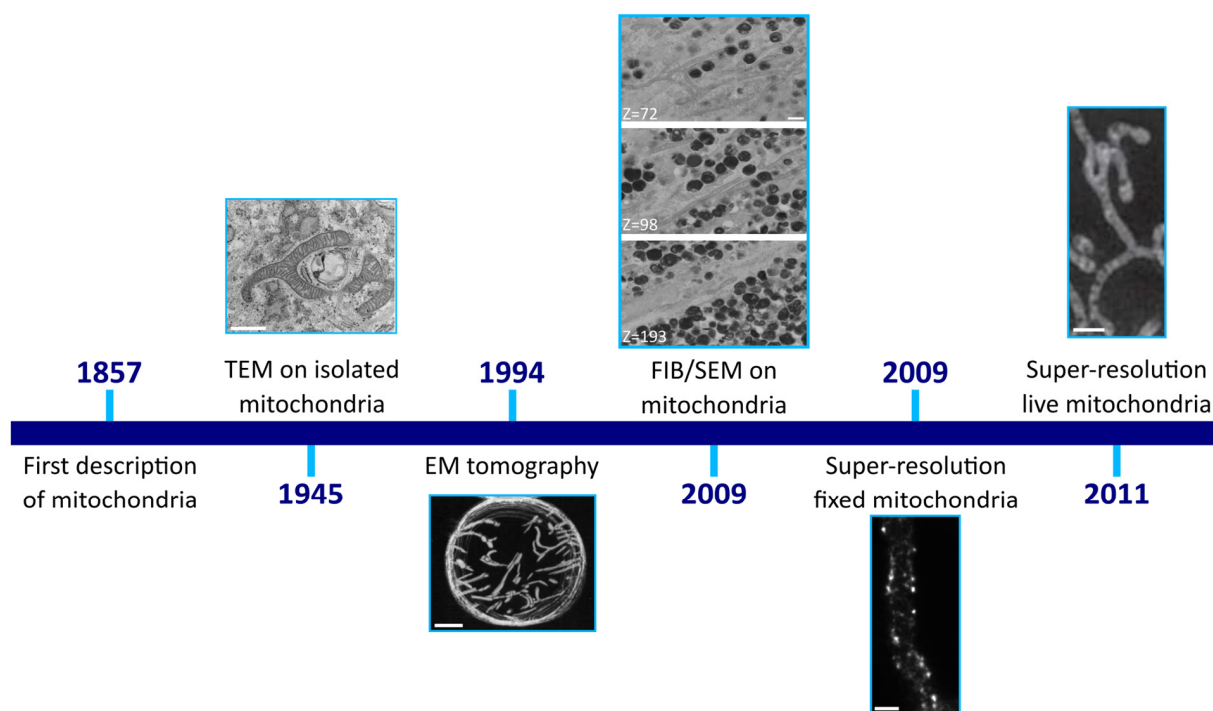 Z=72
Z=98
Z=193
1857
First description
of mitochondria
TEM on isolated
mitochondria
1945
1994
EM tomography
FIB/SEM on
mitochondria
2009
2009
Super-resolution
fixed mitochondria
Super-resolution
live mitochondria
2011